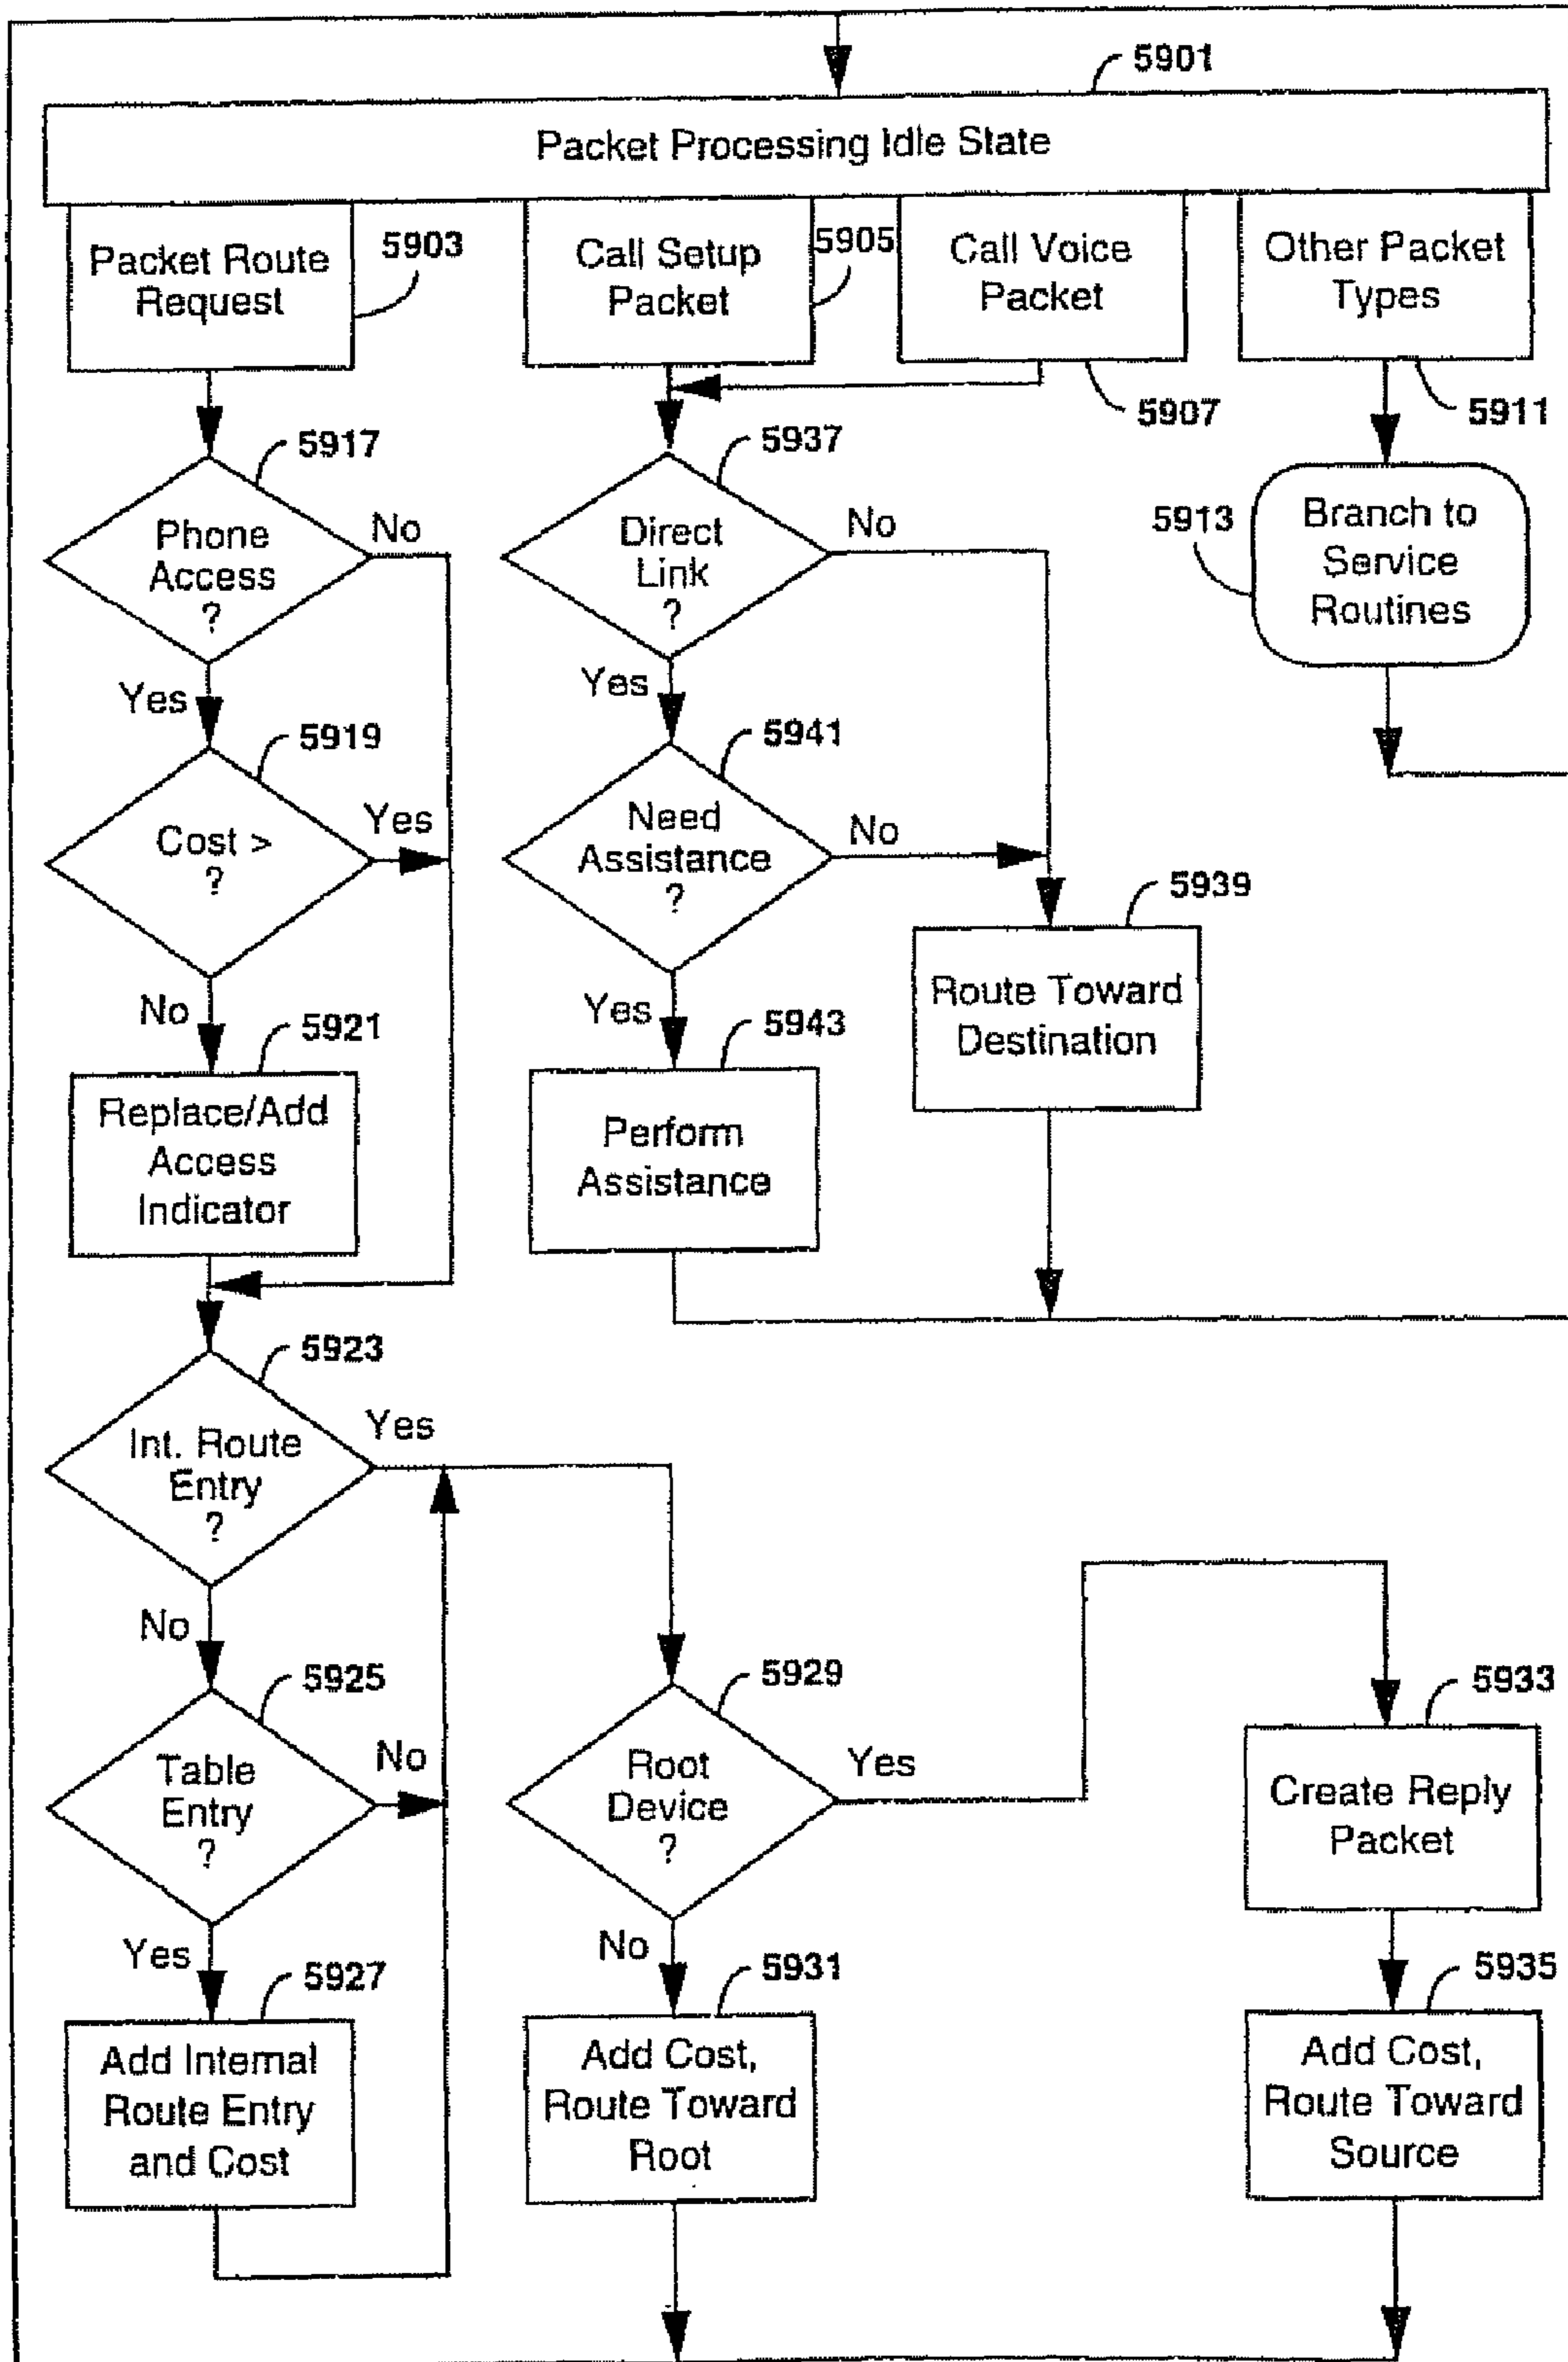 5901
Packet Processing Idle State
Packet Route
Request
5903
Call Setup
Packet
5905
Call Voice
Packet
5907
Other Packet
Types
5911
5917
Phone
Access
?
No
Yes
5919
Cost >
?
Yes
No
5921
Replace/Add
Access
Indicator
5937
Direct
Link
?
No
Yes
5941
Need
Assistance
?
No
Yes
5943
Perform
Assistance
5939
Route Toward
Destination
5913
Branch to
Service
Routines
5923
Int. Route
Entry
?
Yes
No
5925
Table
Entry
?
No
Yes
5927
Add Internal
Route Entry
and Cost
5929
Root
Device
?
Yes
No
5931
Add Cost,
Route Toward
Root
5933
Create Reply
Packet
5935
Add Cost,
Route Toward
Source